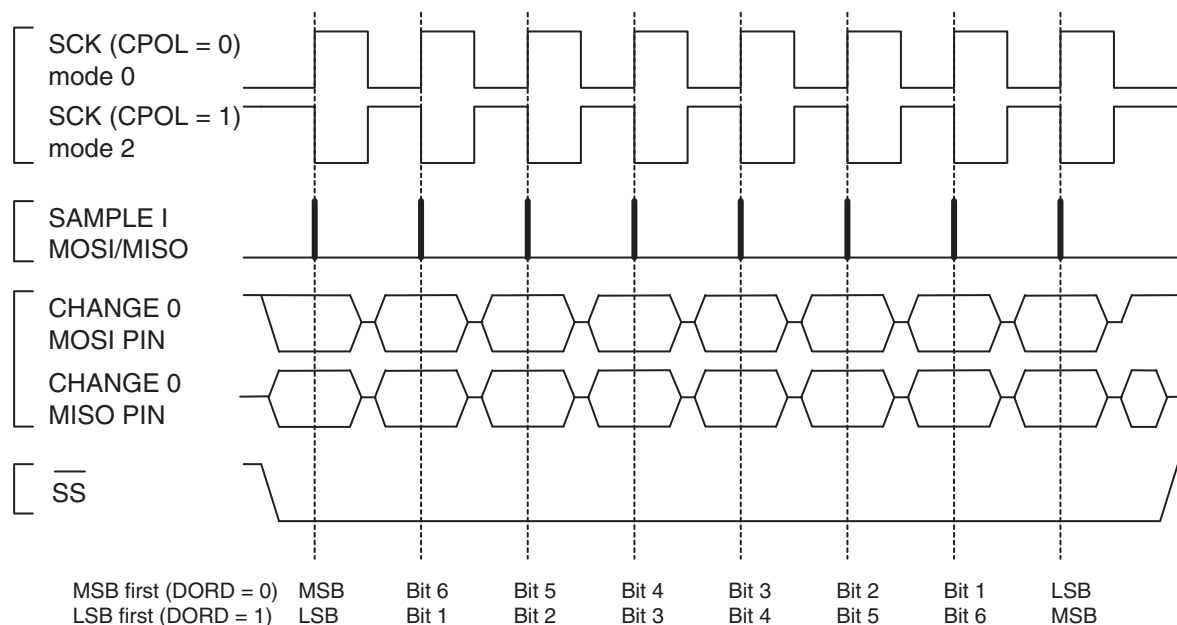 SCK (CPOL = 0)
mode 0
SCK (CPOL = 1)
mode 2
SAMPLE I
MOSI/MISO
CHANGE 0
MOSI PIN
CHANGE 0
MISO PIN
SS
MSB first (DORD = 0) MSB Bit 6 Bit 5 Bit 4 Bit 3 Bit 2 Bit 1 LSB
LSB first (DORD = 1) LSB Bit 1 Bit 2 Bit 3 Bit 4 Bit 5 Bit 6 MSB